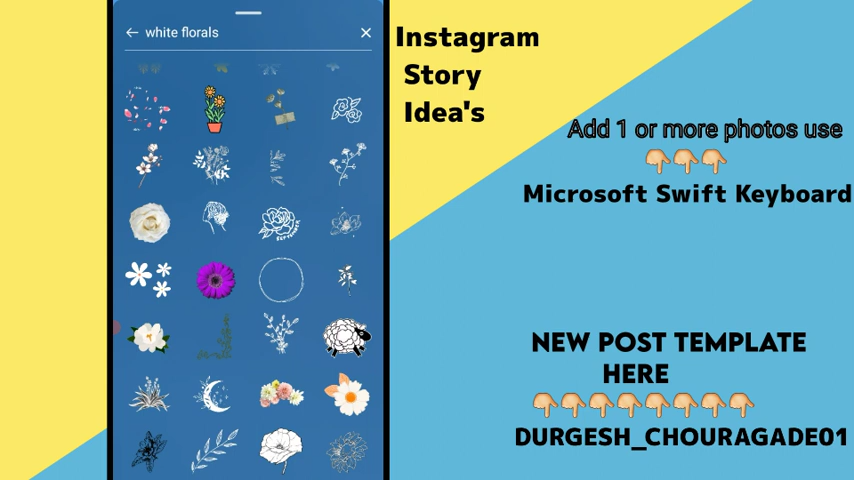 ← white florals ×
Instagram
Story
Idea's
Add 1 or more photos use
👇🏻👇🏻👇🏻
Microsoft Swift Keyboard
SEPTEMBER
NEW POST TEMPLATE
HERE
👇🏻👇🏻👇🏻👇🏻👇🏻👇🏻👇🏻👇🏻
DURGESH_CHOURAGADE01